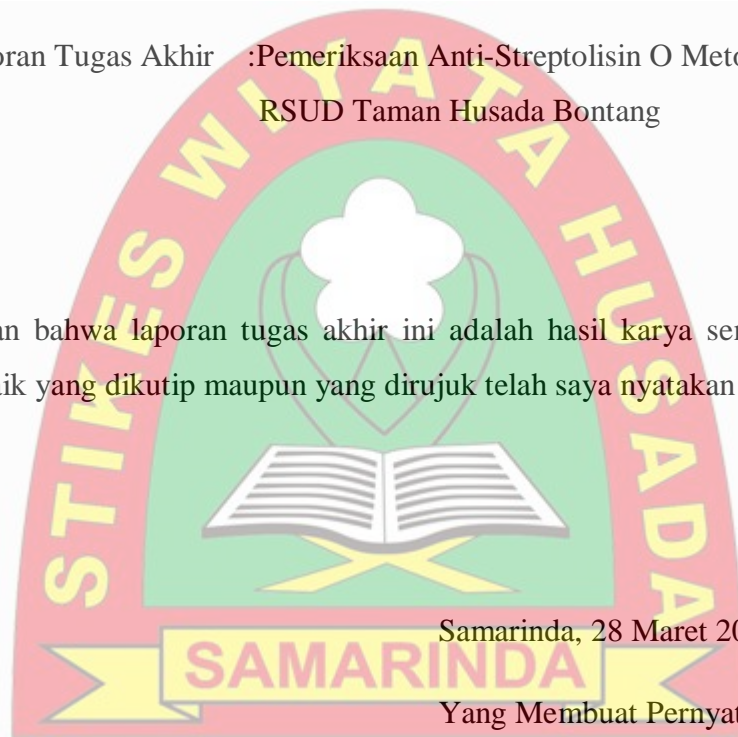 oran Tugas Akhir :Pemeriksaan Anti-Streptolisin O Meto
RSUD Taman Husada Bontang
STIKES WIYATA HUSADA
an bahwa laporan tugas akhir ini adalah hasil karya
aik yang dikutip maupun yang dirujuk telah saya nyatakan
Samarinda, 28 Maret 20
SAMARINDA
Yang Membuat Pernyat